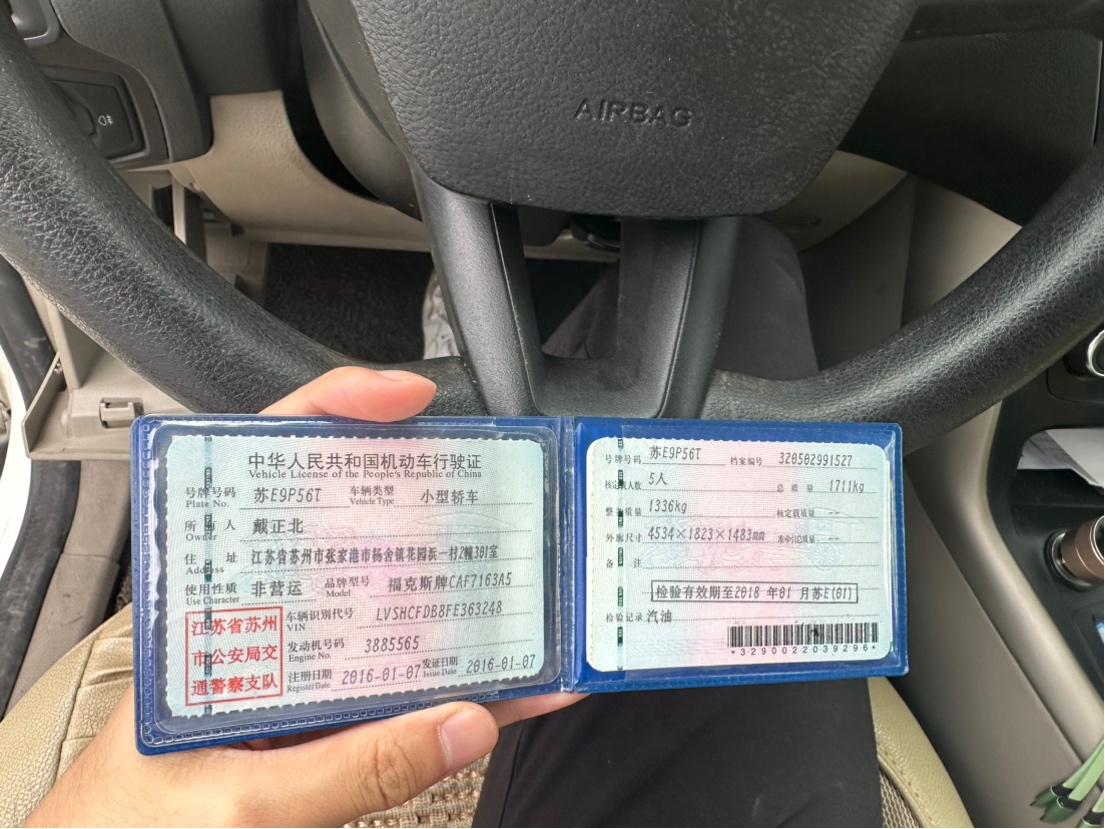 AIRBAG
中华人民共和国机动车行驶证
Vehicle License of the People's Republic of China
号牌号码 苏E9P56T 车辆类型 小型轿车
Plate No. Vehicle Type
所有人 戴正北
Owner
住址 江苏省苏州市张家港市杨舍镇花园浜一村2幢301室
Address
使用性质 非营运 品牌型号 福克斯牌CAF7163A5
Use Character Model
江苏省苏州
市公安局交
通警察支队
车辆识别代号 LVSHCFDB8FE363248
VIN
发动机号码 3885565
Engine No.
注册日期 2016-01-07 发证日期 2016-01-07
Register Date Issue Date
号牌号码 苏E9P56T 档案编号 320502991527
核定载人数 5人 总质量 1711kg
整备质量 1336kg 核定载质量 --
外廓尺寸 4534×1823×1483mm 准牵引总质量 --
备注
检验有效期至2018年01月苏E(01)
检验记录 汽油
*3290022039296*